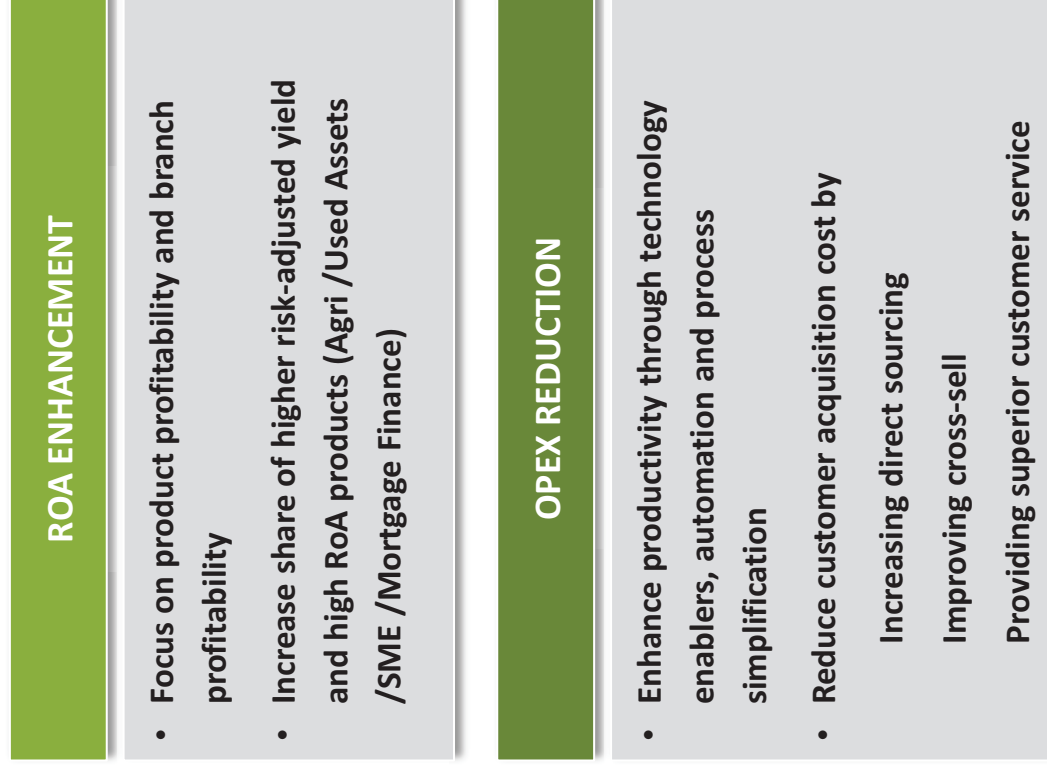 ROA ENHANCEMENT
• Focus on product profitability and branch
profitability
• Increase share of higher risk-adjusted yield
and high RoA products (Agri /Used Assets
/SME /Mortgage Finance)
OPEX REDUCTION
• Enhance productivity through technology
enablers, automation and process
simplification
• Reduce customer acquisition cost by
Increasing direct sourcing
Improving cross-sell
Providing superior customer service